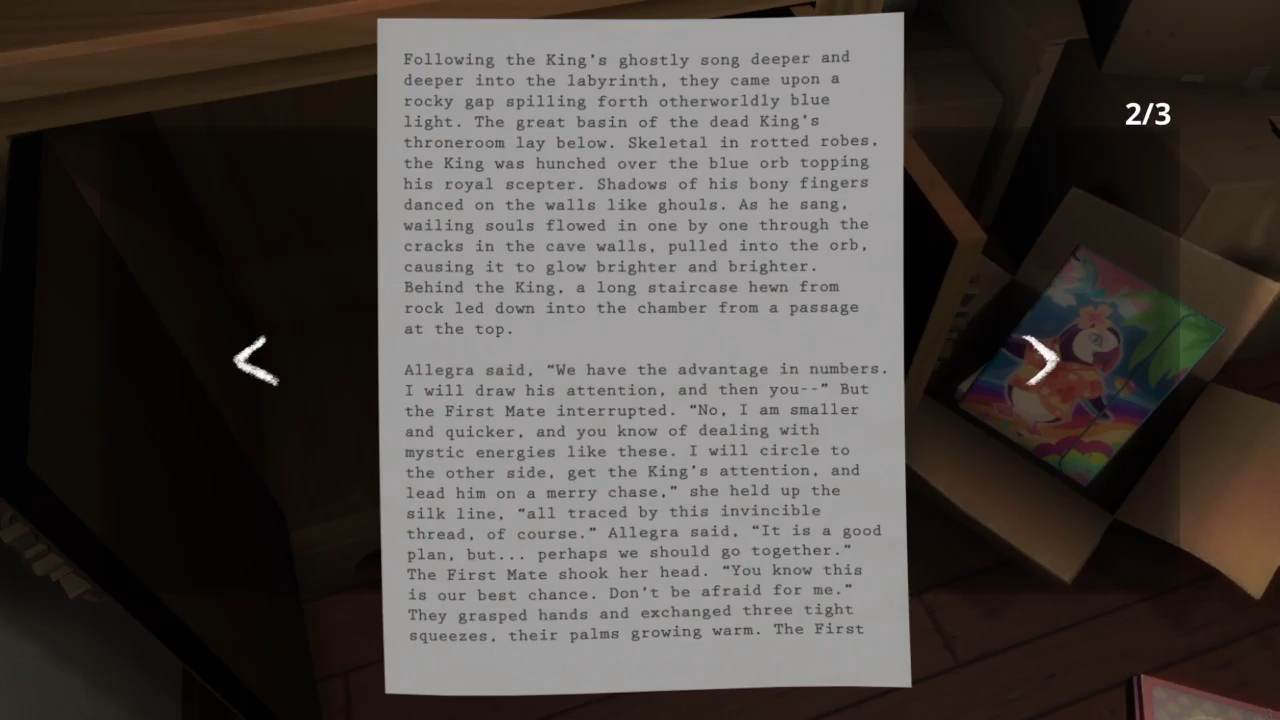 Following the King's ghostly song deeper and
deeper into the labyrinth, they came upon a
rocky gap spilling forth otherworldly blue
light. The great basin of the dead King's
throneroom lay below. Skeletal in rotted robes,
the King was hunched over the blue orb topping
his royal scepter. Shadows of his bony fingers
danced on the walls like ghouls. As he sang,
wailing souls flowed in one by one through the
cracks in the cave walls, pulled into the orb,
causing it to glow brighter and brighter.
Behind the King, a long staircase hewn from
rock led down into the chamber from a passage
at the top.

Allegra said, “We have the advantage in numbers.
I will draw his attention, and then you--” But
the First Mate interrupted. “No, I am smaller
and quicker, and you know of dealing with
mystic energies like these. I will circle to
the other side, get the King's attention, and
lead him on a merry chase,” she held up the
silk line, “all traced by this invincible
thread, of course.” Allegra said, “It is a good
plan, but... perhaps we should go together.”
The First Mate shook her head. “You know this
is our best chance. Don't be afraid for me.”
They grasped hands and exchanged three tight
squeezes, their palms growing warm. The First
2/3